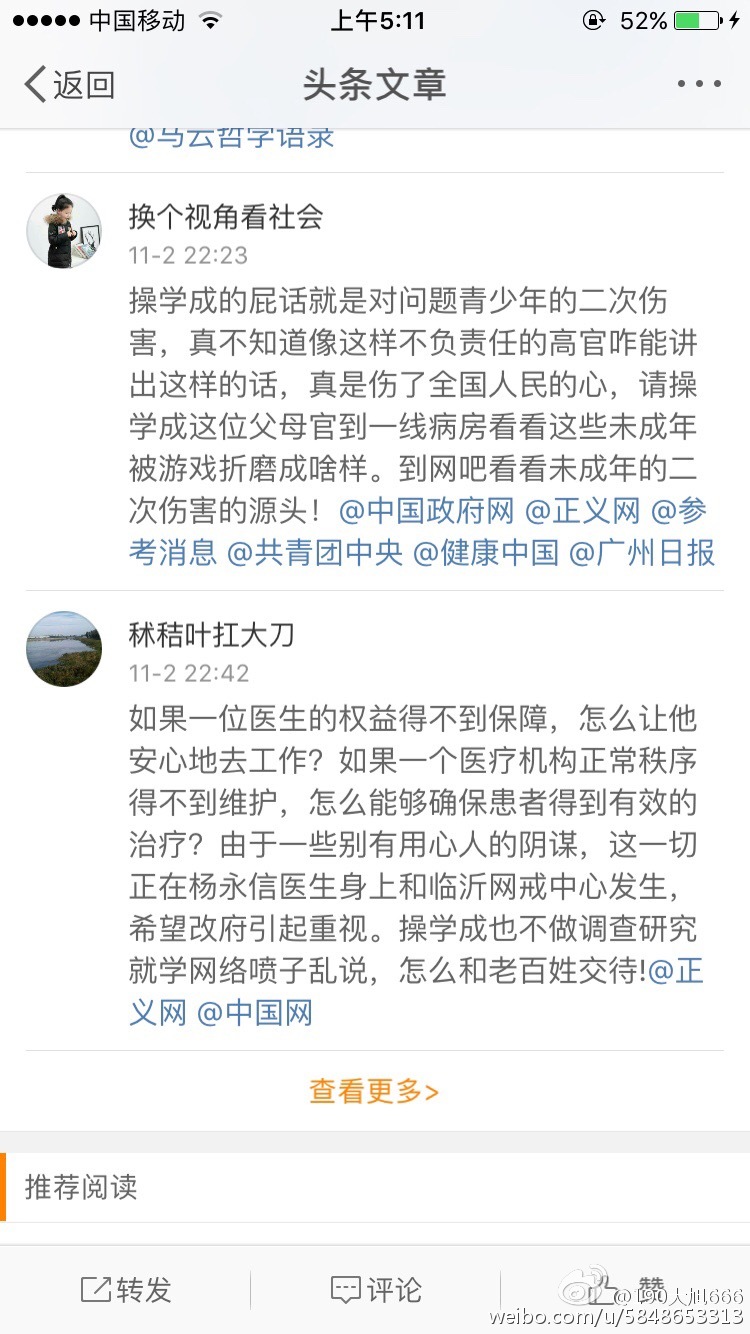 中国移动 上午5:11 52%
返回 头条文章
@马云哲学语录
换个视角看社会
11-2 22:23
操学成的屁话就是对问题青少年的二次伤
害，真不知道像这样不负责任的高官咋能讲
出这样的话，真是伤了全国人民的心，请操
学成这位父母官到一线病房看看这些未成年
被游戏折磨成啥样。到网吧看看未成年的二
次伤害的源头！@中国政府网 @正义网 @参
考消息 @共青团中央 @健康中国 @广州日报
秫秸叶扛大刀
11-2 22:42
如果一位医生的权益得不到保障，怎么让他
安心地去工作？如果一个医疗机构正常秩序
得不到维护，怎么能够确保患者得到有效的
治疗？由于一些别有用心人的阴谋，这一切
正在杨永信医生身上和临沂网戒中心发生，
希望政府引起重视。操学成也不做调查研究
就学网络喷子乱说，怎么和老百姓交待!@正
义网 @中国网
查看更多>
推荐阅读
转发 评论 赞
weibo.com/u/5848653313